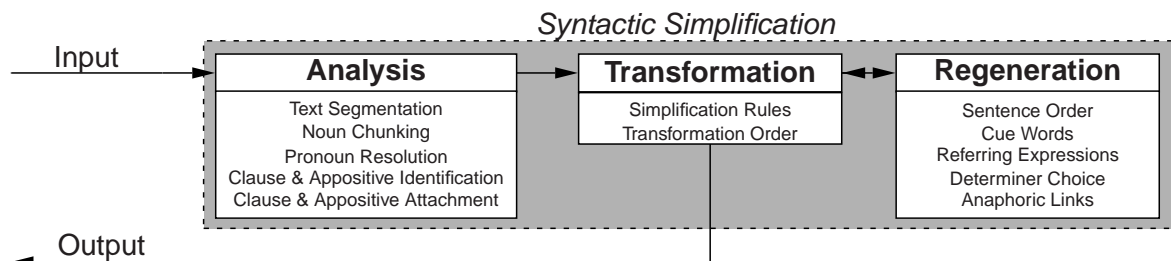 Syntactic Simplification
Input
Analysis
Text Segmentation
Noun Chunking
Pronoun Resolution
Clause & Appositive Identification
Clause & Appositive Attachment
Transformation
Simplification Rules
Transformation Order
Regeneration
Sentence Order
Cue Words
Referring Expressions
Determiner Choice
Anaphoric Links
Output